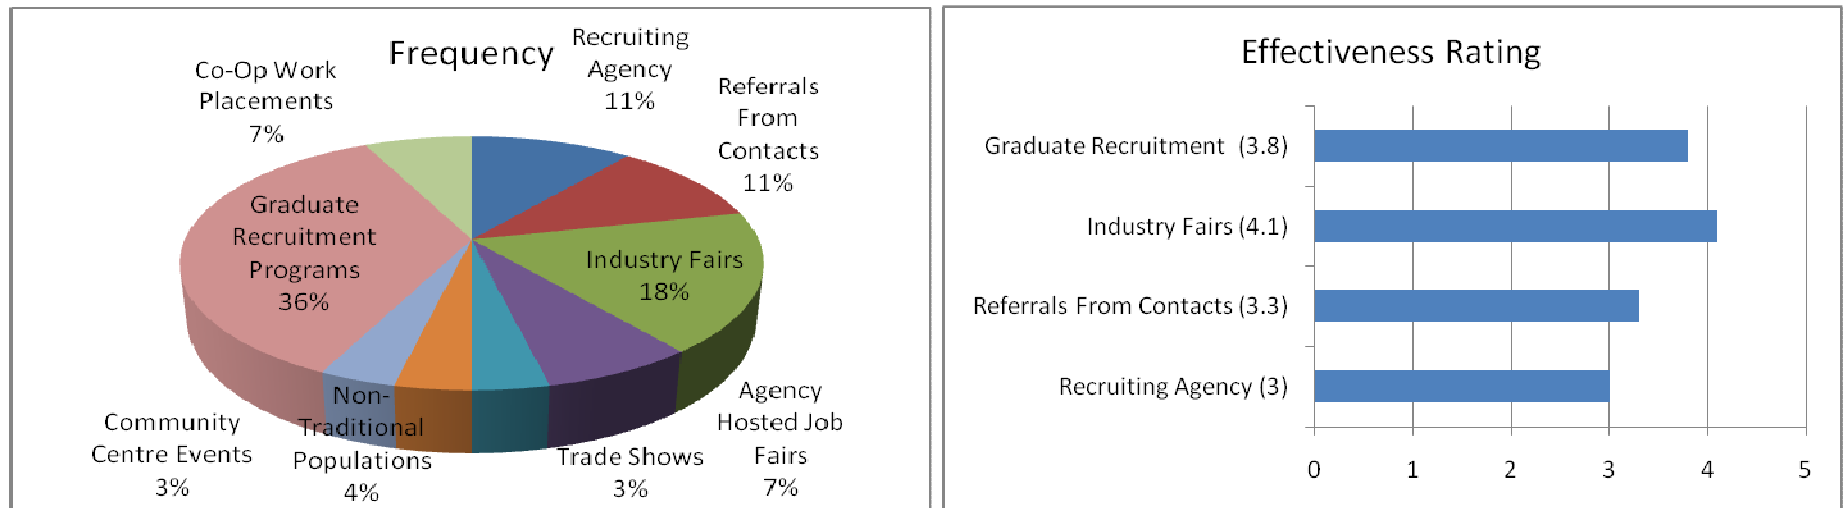 Frequency
Recruiting
Agency
11%
Referrals
From
Contacts
11%
Industry Fairs
18%
Agency
Hosted Job
Fairs
7%
Trade Shows
3%
Non-
Traditional
Populations
4%
Community
Centre Events
3%
Graduate
Recruitment
Programs
36%
Co-Op Work
Placements
7%
Effectiveness Rating
Graduate Recruitment (3.8)
Industry Fairs (4.1)
Referrals From Contacts (3.3)
Recruiting Agency (3)
0 1 2 3 4 5